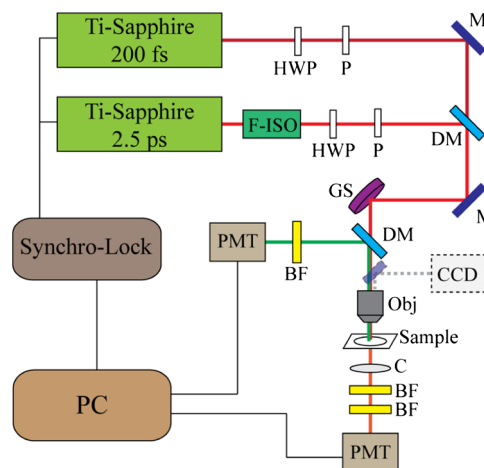 Ti-Sapphire
200 fs
HWP
P
M
Ti-Sapphire
2.5 ps
F-ISO
HWP
P
DM
GS
M
Synchro-Lock
PMT
BF
DM
CCD
Obj
Sample
C
PC
BF
BF
PMT